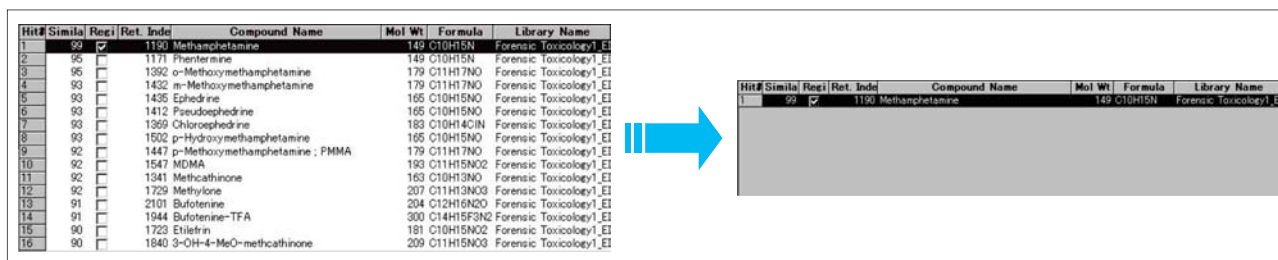 Hit# Simila Regi Ret. Inde Compound Name Mol Wt Formula Library Name
1 99 1190 Methamphetamine 149 C10H15N Forensic Toxicology1_EI
2 95 1171 Phentermine 149 C10H15N Forensic Toxicology1_EI
3 95 1392 o-Methoxymethamphetamine 179 C11H17NO Forensic Toxicology1_EI
4 93 1432 m-Methoxymethamphetamine 179 C11H17NO Forensic Toxicology1_EI
5 93 1435 Ephedrine 165 C10H15NO Forensic Toxicology1_EI
6 93 1412 Pseudoephedrine 165 C10H15NO Forensic Toxicology1_EI
7 93 1369 Chloroephedrine 183 C10H14ClN Forensic Toxicology1_EI
8 93 1502 p-Hydroxymethamphetamine 165 C10H15NO Forensic Toxicology1_EI
9 92 1447 p-Methoxymethamphetamine ; PMMA 179 C11H17NO Forensic Toxicology1_EI
10 92 1547 MDMA 193 C11H15NO2 Forensic Toxicology1_EI
11 92 1341 Methcathinone 163 C10H13NO Forensic Toxicology1_EI
12 92 1729 Methylone 207 C11H13NO3 Forensic Toxicology1_EI
13 91 2101 Bufotenine 204 C12H16N2O Forensic Toxicology1_EI
14 91 1944 Bufotenine-TFA 300 C14H15F3N2 Forensic Toxicology1_EI
15 90 1723 Etilefrin 181 C10H15NO2 Forensic Toxicology1_EI
16 90 1840 3-OH-4-MeO-methcathinone 209 C11H15NO3 Forensic Toxicology1_EI
Hit# Simila Regi Ret. Inde Compound Name Mol Wt Formula Library Name
1 99 1190 Methamphetamine 149 C10H15N Forensic Toxicology1_E